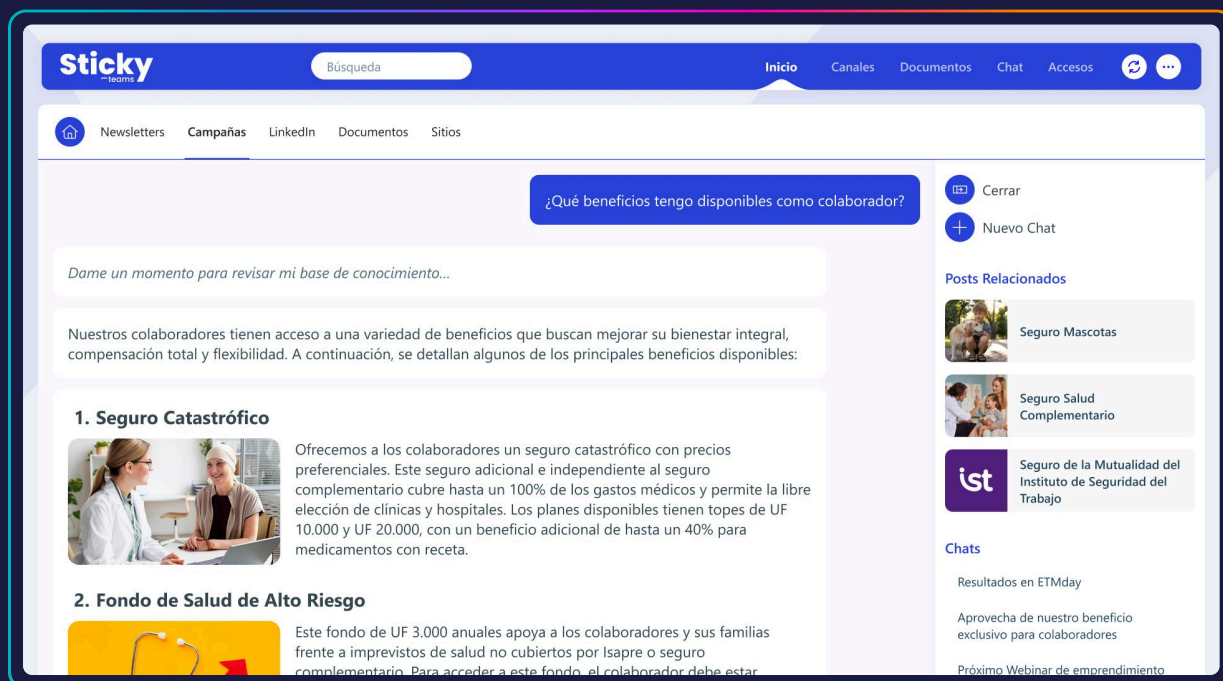 Sticky
teams
Búsqueda
Inicio
Canales
Documentos
Chat
Accesos
Newsletters
Campañas
LinkedIn
Documentos
Sitios
¿Qué beneficios tengo disponibles como colaborador?
Dame un momento para revisar mi base de conocimiento...
Nuestros colaboradores tienen acceso a una variedad de beneficios que buscan mejorar su bienestar integral,
compensación total y flexibilidad. A continuación, se detallan algunos de los principales beneficios disponibles:
1. Seguro Catastrófico
Ofrecemos a los colaboradores un seguro catastrófico con precios
preferenciales. Este seguro adicional e independiente al seguro
complementario cubre hasta un 100% de los gastos médicos y permite la libre
elección de clínicas y hospitales. Los planes disponibles tienen topes de UF
10.000 y UF 20.000, con un beneficio adicional de hasta un 40% para
medicamentos con receta.
2. Fondo de Salud de Alto Riesgo
Este fondo de UF 3.000 anuales apoya a los colaboradores y sus familias
frente a imprevistos de salud no cubiertos por Isapre o seguro
complementario. Para acceder a este fondo, el colaborador debe estar
Cerrar
Nuevo Chat
Posts Relacionados
Seguro Mascotas
Seguro Salud
Complementario
ist
Seguro de la Mutualidad del
Instituto de Seguridad del
Trabajo
Chats
Resultados en ETMday
Aprovecha de nuestro beneficio
exclusivo para colaboradores
Próximo Webinar de emprendimiento